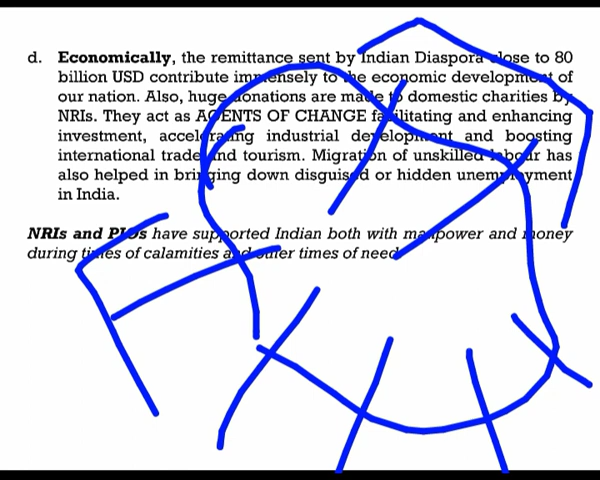 d. Economically, the remittance sent by Indian Diaspora close to 80
billion USD contribute immensely to the economic development of
our nation. Also, huge donations are made to domestic charities by
NRIs. They act as AGENTS OF CHANGE facilitating and enhancing
investment, accelerating industrial development and boosting
international trade and tourism. Migration of unskilled labour has
also helped in bringing down disguised or hidden unemployment
in India.
NRIs and PIOs have supported Indian both with manpower and money
during times of calamities and other times of need